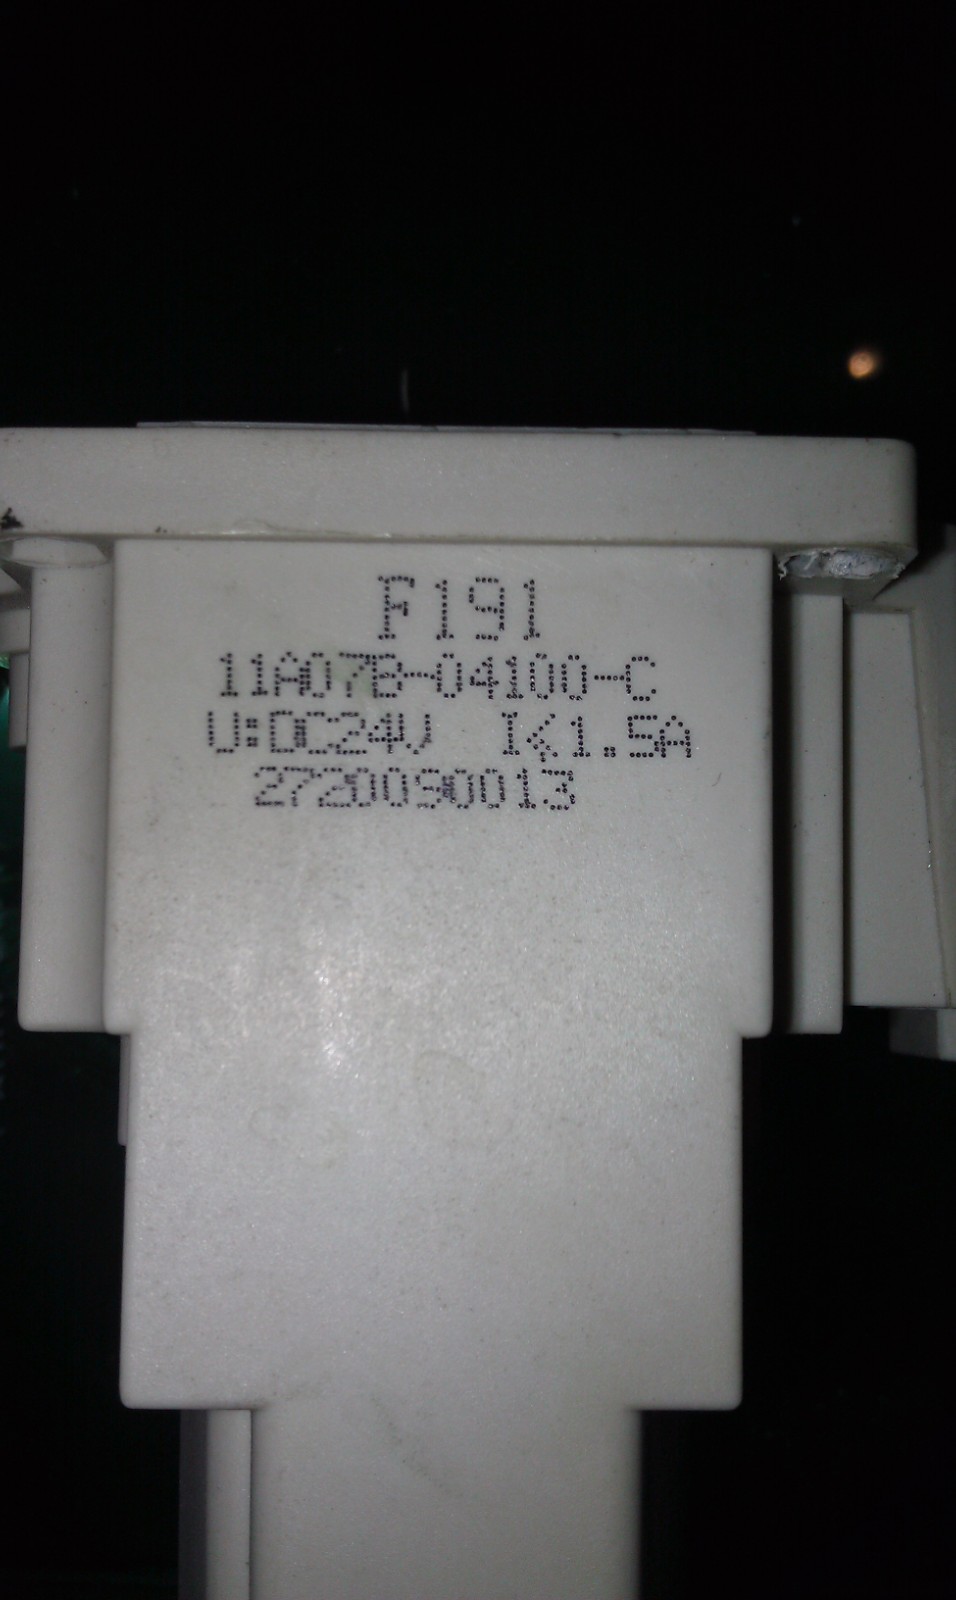 F191
11A07B-04100-C
U:DC24V I<1.5A
2720090013